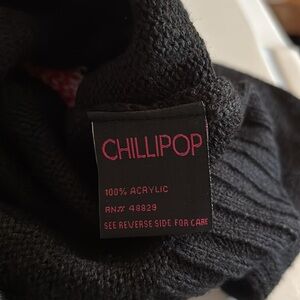 CHILLIPOP
100% ACRYLIC
RN# 48829
SEE REVERSE SIDE FOR CARE